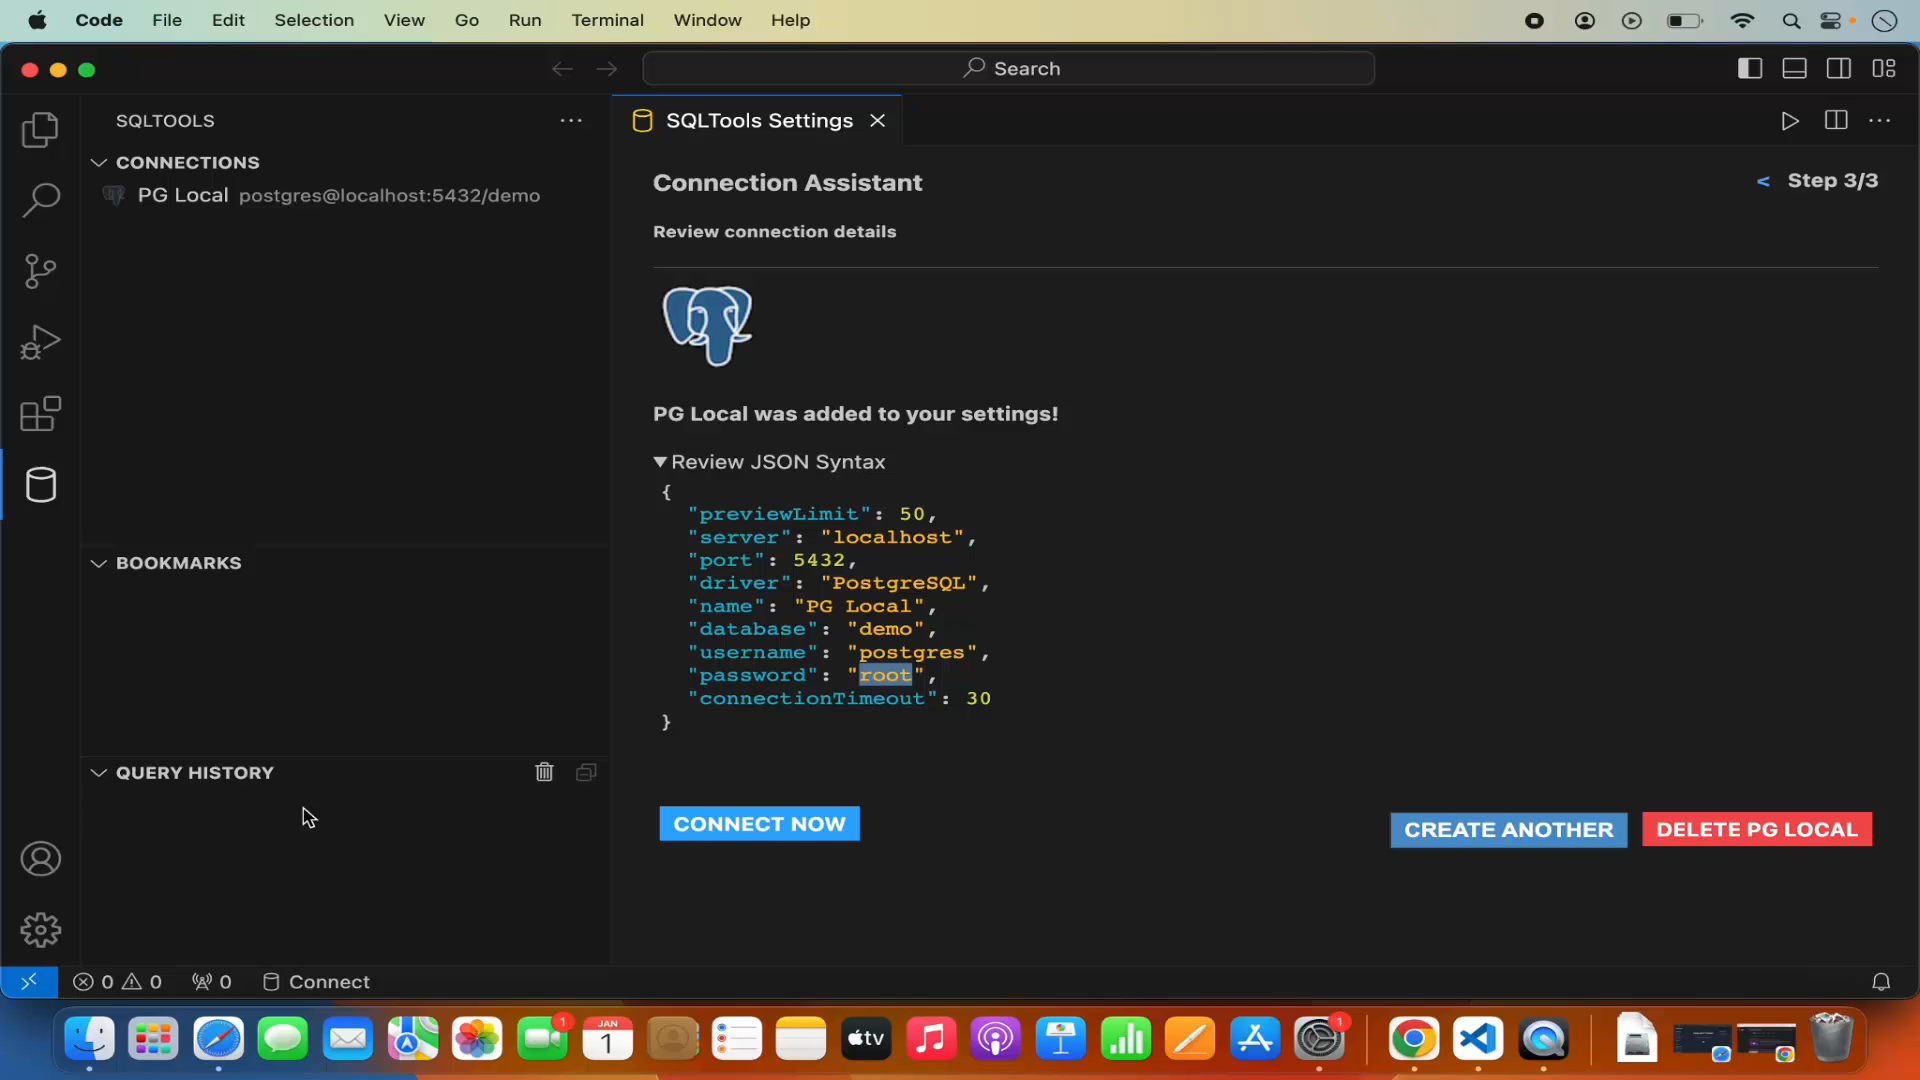 Code File Edit Selection View Go Run Terminal Window Help
Search
SQLTOOLS
SQLTools Settings
CONNECTIONS
PG Local postgres@localhost:5432/demo
Connection Assistant
< Step 3/3
Review connection details
PG Local was added to your settings!
Review JSON Syntax
{
"previewLimit": 50,
"server": "localhost",
"port": 5432,
"driver": "PostgreSQL",
"name": "PG Local",
"database": "demo",
"username": "postgres",
"password": "root",
"connectionTimeout": 30
}
BOOKMARKS
QUERY HISTORY
CONNECT NOW
CREATE ANOTHER
DELETE PG LOCAL
0 0 0 Connect
1
JAN
1
tv
1